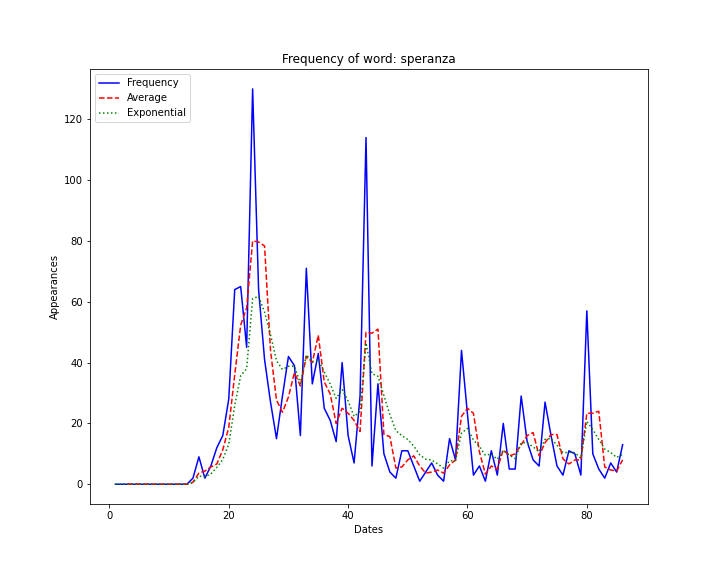 Frequency of word: speranza
Frequency
Average
Exponential
120
100
80
60
40
20
0
Appearances
0 20 40 60 80
Dates